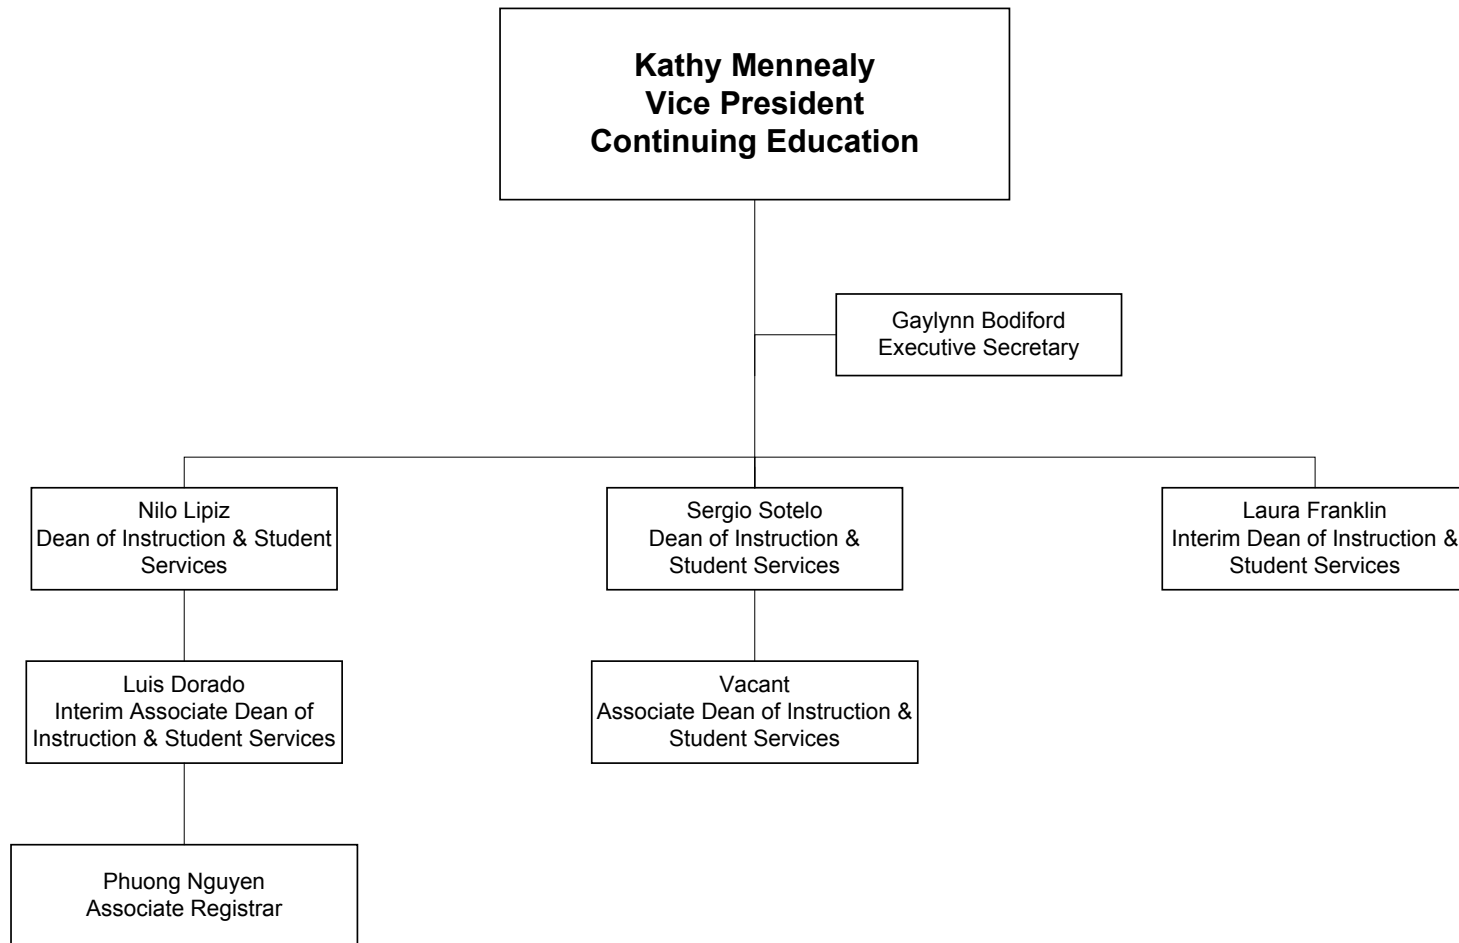 Kathy Mennealy
Vice President
Continuing Education
Gaylynn Bodiford
Executive Secretary
Nilo Lipiz
Dean of Instruction & Student
Services
Sergio Sotelo
Dean of Instruction &
Student Services
Laura Franklin
Interim Dean of Instruction &
Student Services
Luis Dorado
Interim Associate Dean of
Instruction & Student Services
Vacant
Associate Dean of Instruction &
Student Services
Phuong Nguyen
Associate Registrar